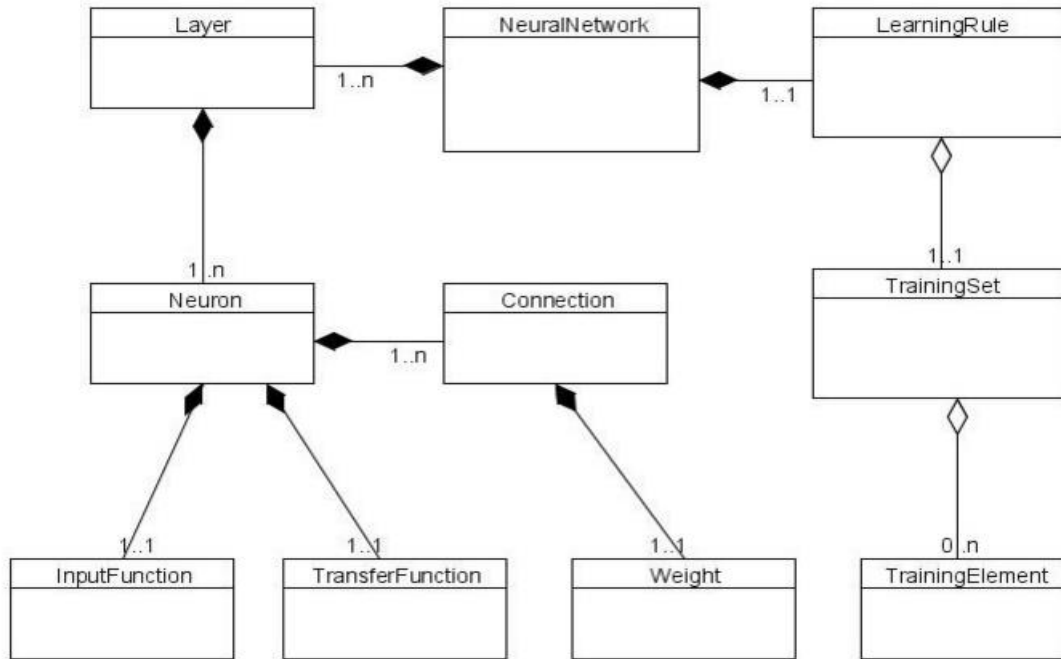 Layer
NeuralNetwork
LearningRule
1..n
1..1
1..n
1..1
Neuron
Connection
TrainingSet
1..n
1..1
1..1
1..1
0..n
InputFunction
TransferFunction
Weight
TrainingElement